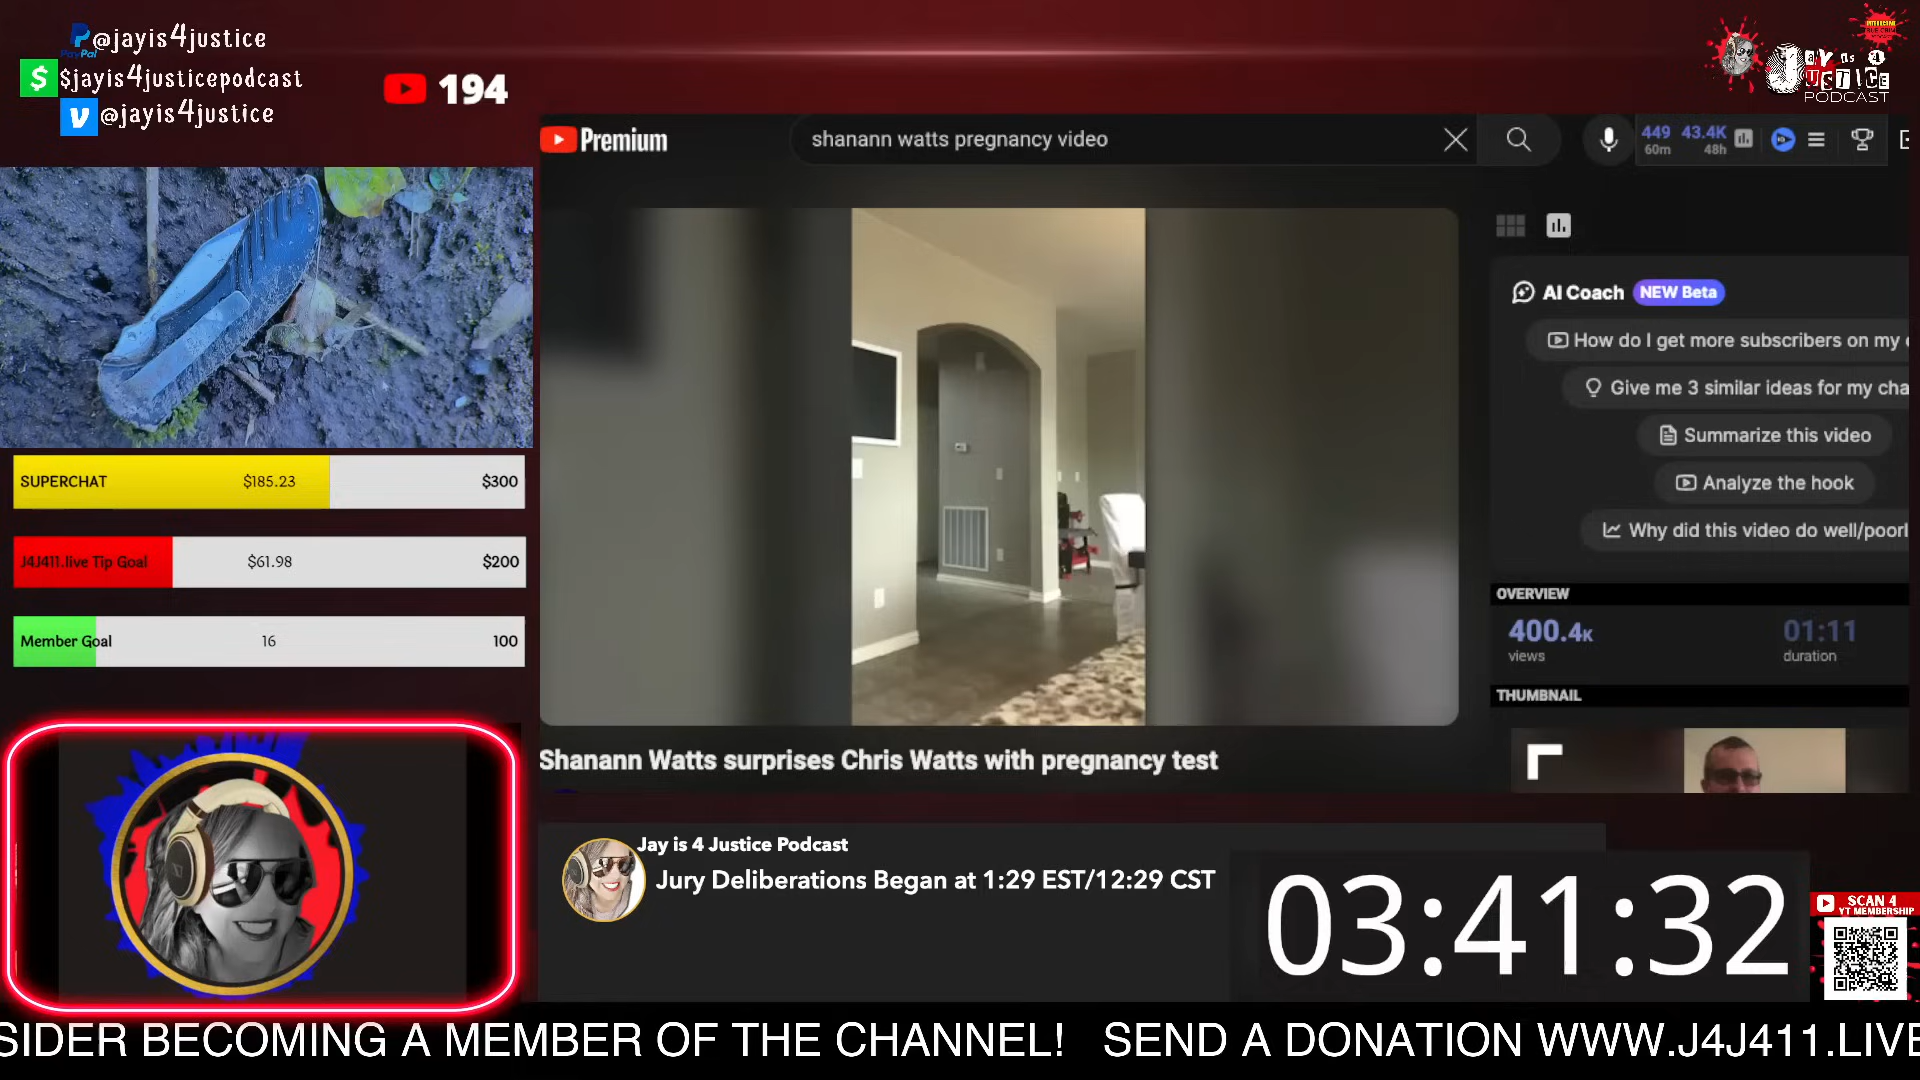 PayPal
@jayis4justice
$jayis4justicepodcast
@jayis4justice
194
JAY IS 4
JUSTICE
PODCAST
Premium
shanann watts pregnancy video
449
60m
43.4K
48h
AI Coach
NEW Beta
How do I get more subscribers on my
Give me 3 similar ideas for my cha
Summarize this video
Analyze the hook
Why did this video do well/poorl
OVERVIEW
400.4K
views
01:11
duration
THUMBNAIL
SUPERCHAT $185.23 $300
J4J411.live Tip Goal $61.98 $200
Member Goal 16 100
Shanann Watts surprises Chris Watts with pregnancy test
Jay is 4 Justice Podcast
Jury Deliberations Began at 1:29 EST/12:29 CST
03:41:32
SCAN 4
YT MEMBERSHIP
SIDER BECOMING A MEMBER OF THE CHANNEL! SEND A DONATION WWW.J4J411.LIVE